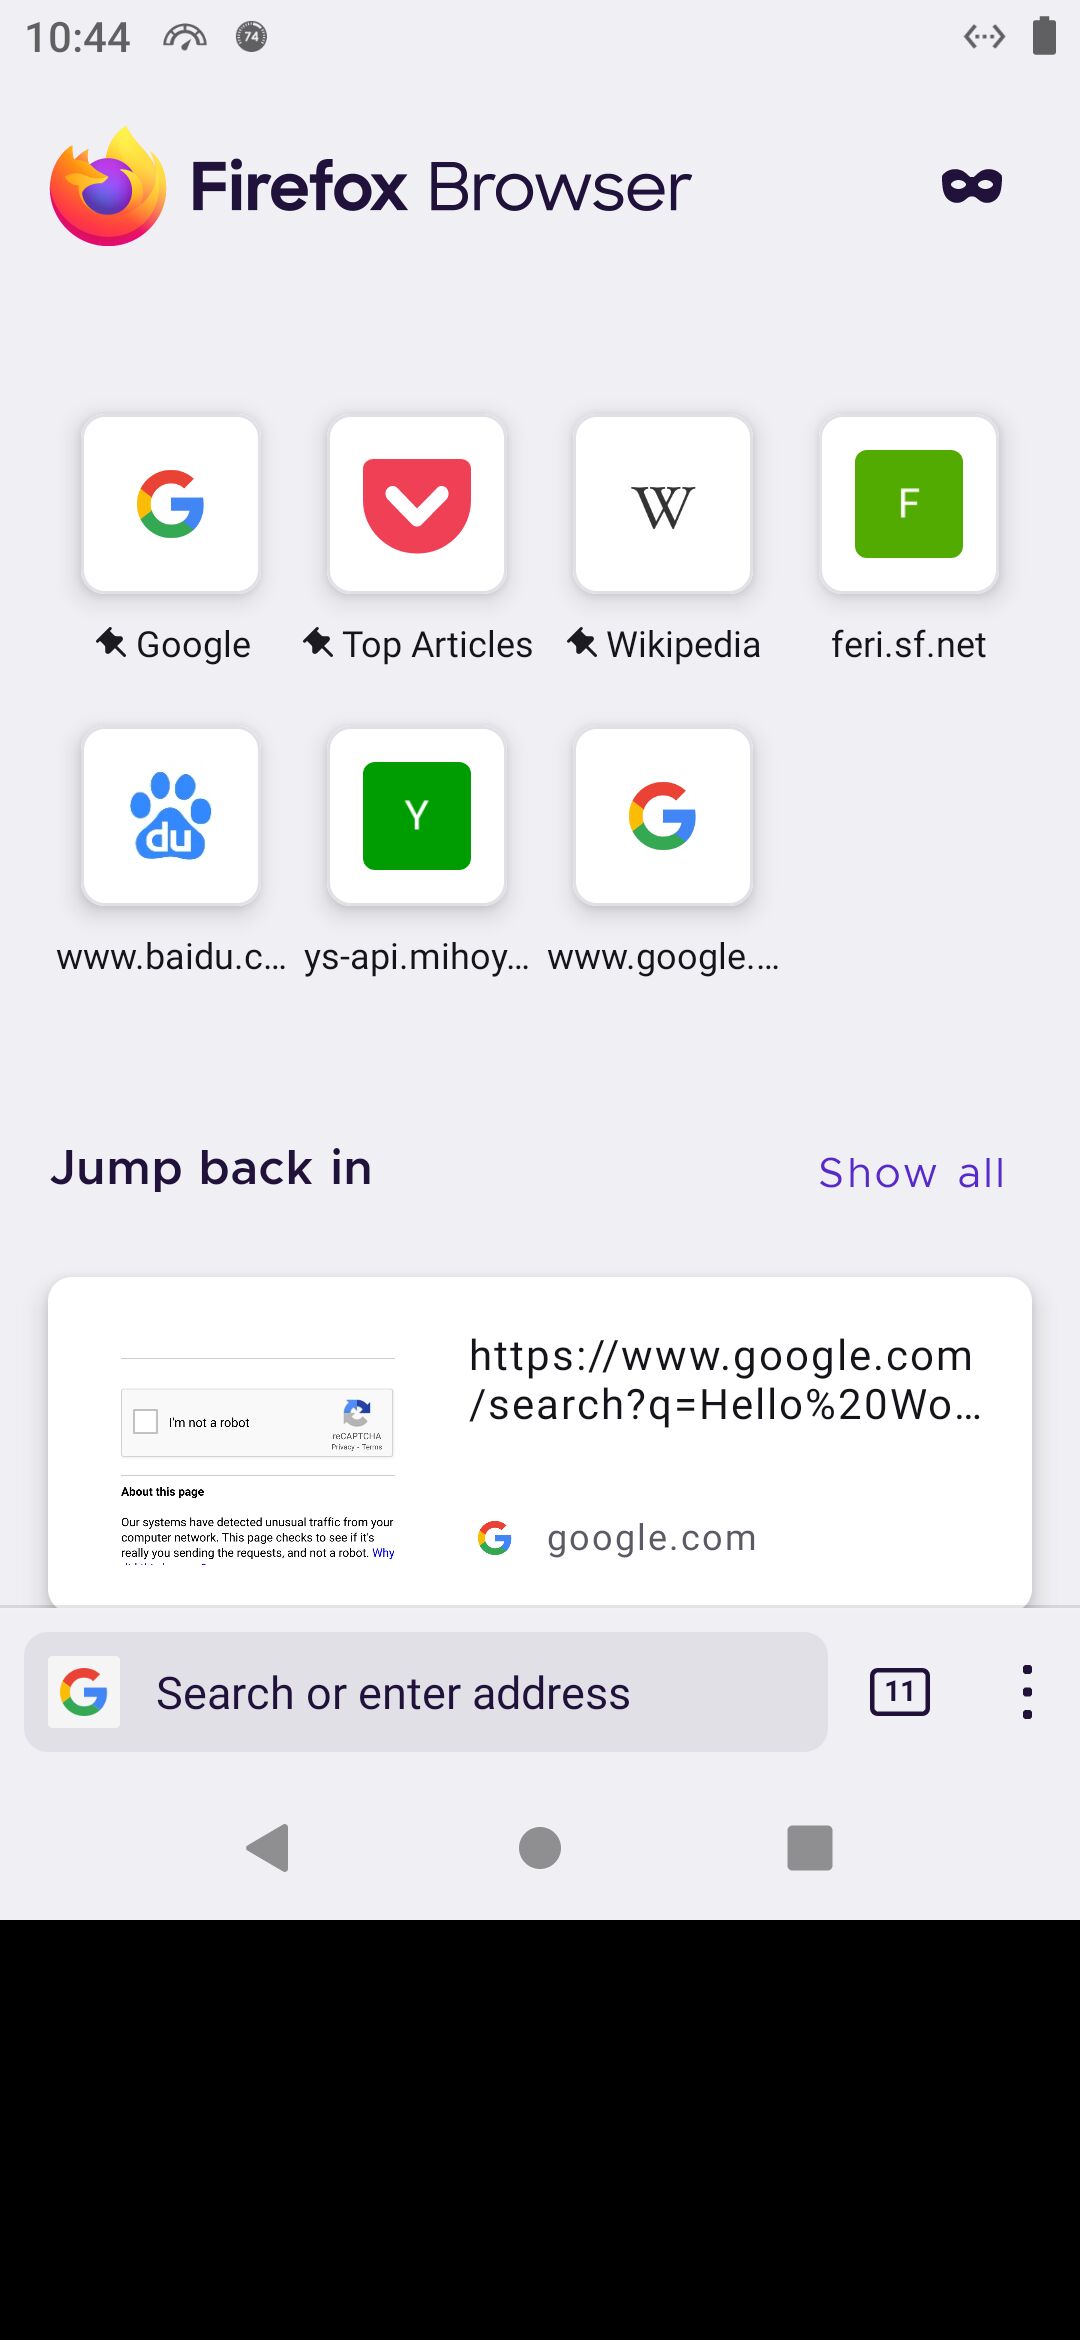 10:44
74
Firefox Browser
F
Google
Top Articles
Wikipedia
feri.sf.net
du
Y
www.baidu.c...
ys-api.mihoy...
www.google....
Jump back in
Show all
https://www.google.com
/search?q=Hello%20Wo...
I'm not a robot
reCAPTCHA
Privacy - Terms
About this page
Our systems have detected unusual traffic from your
computer network. This page checks to see if it's
really you sending the requests, and not a robot. Why
google.com
Search or enter address
11